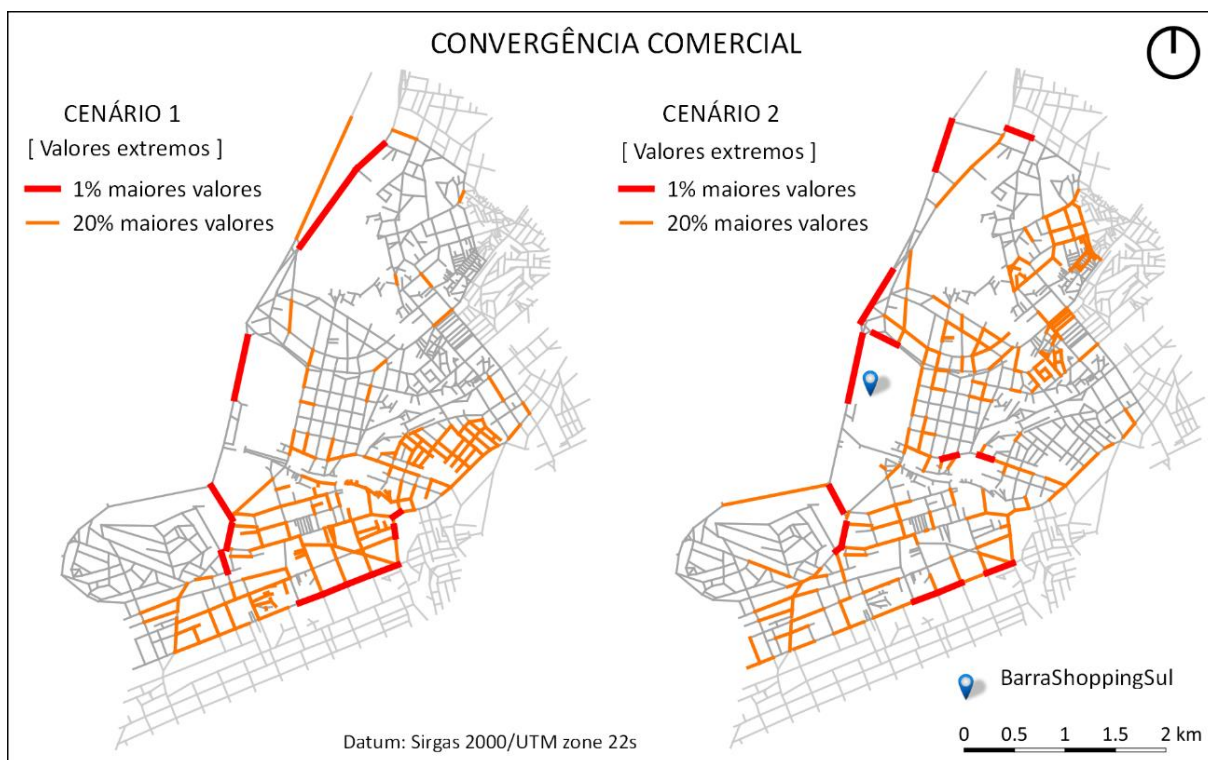 CONVERGÊNCIA COMERCIAL
CENÁRIO 1
[ Valores extremos ]
1% maiores valores
20% maiores valores
CENÁRIO 2
[ Valores extremos ]
1% maiores valores
20% maiores valores
BarraShoppingSul
Datum: Sirgas 2000/UTM zone 22s
0 0.5 1 1.5 2 km